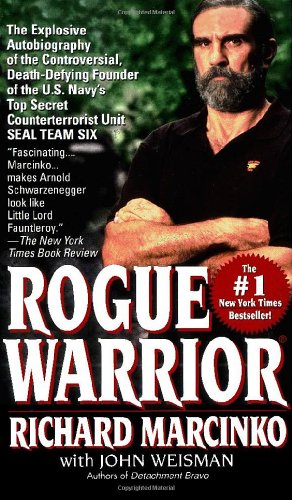 The Explosive
Autobiography
of the Controversial,
Death-Defying Founder
of the U.S. Navy's
Top Secret
Counterterrorist Unit
SEAL TEAM SIX
"Fascinating....
Marcinko...
makes Arnold
Schwarzenegger
look like
Little Lord
Fauntleroy."
—The New York
Times Book Review
The
#1
New York Times
Bestseller!
ROGUE
WARRIOR®
RICHARD MARCINKO
with JOHN WEISMAN
Authors of Detachment Bravo